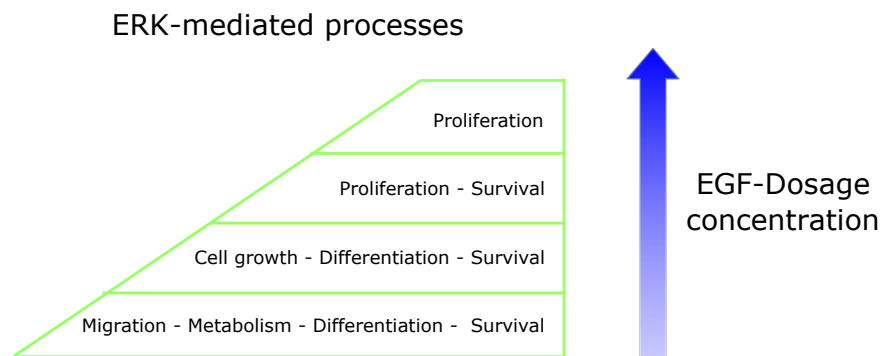 ERK-mediated processes
Proliferation
Proliferation - Survival
Cell growth - Differentiation - Survival
Migration - Metabolism - Differentiation - Survival
EGF-Dosage
concentration